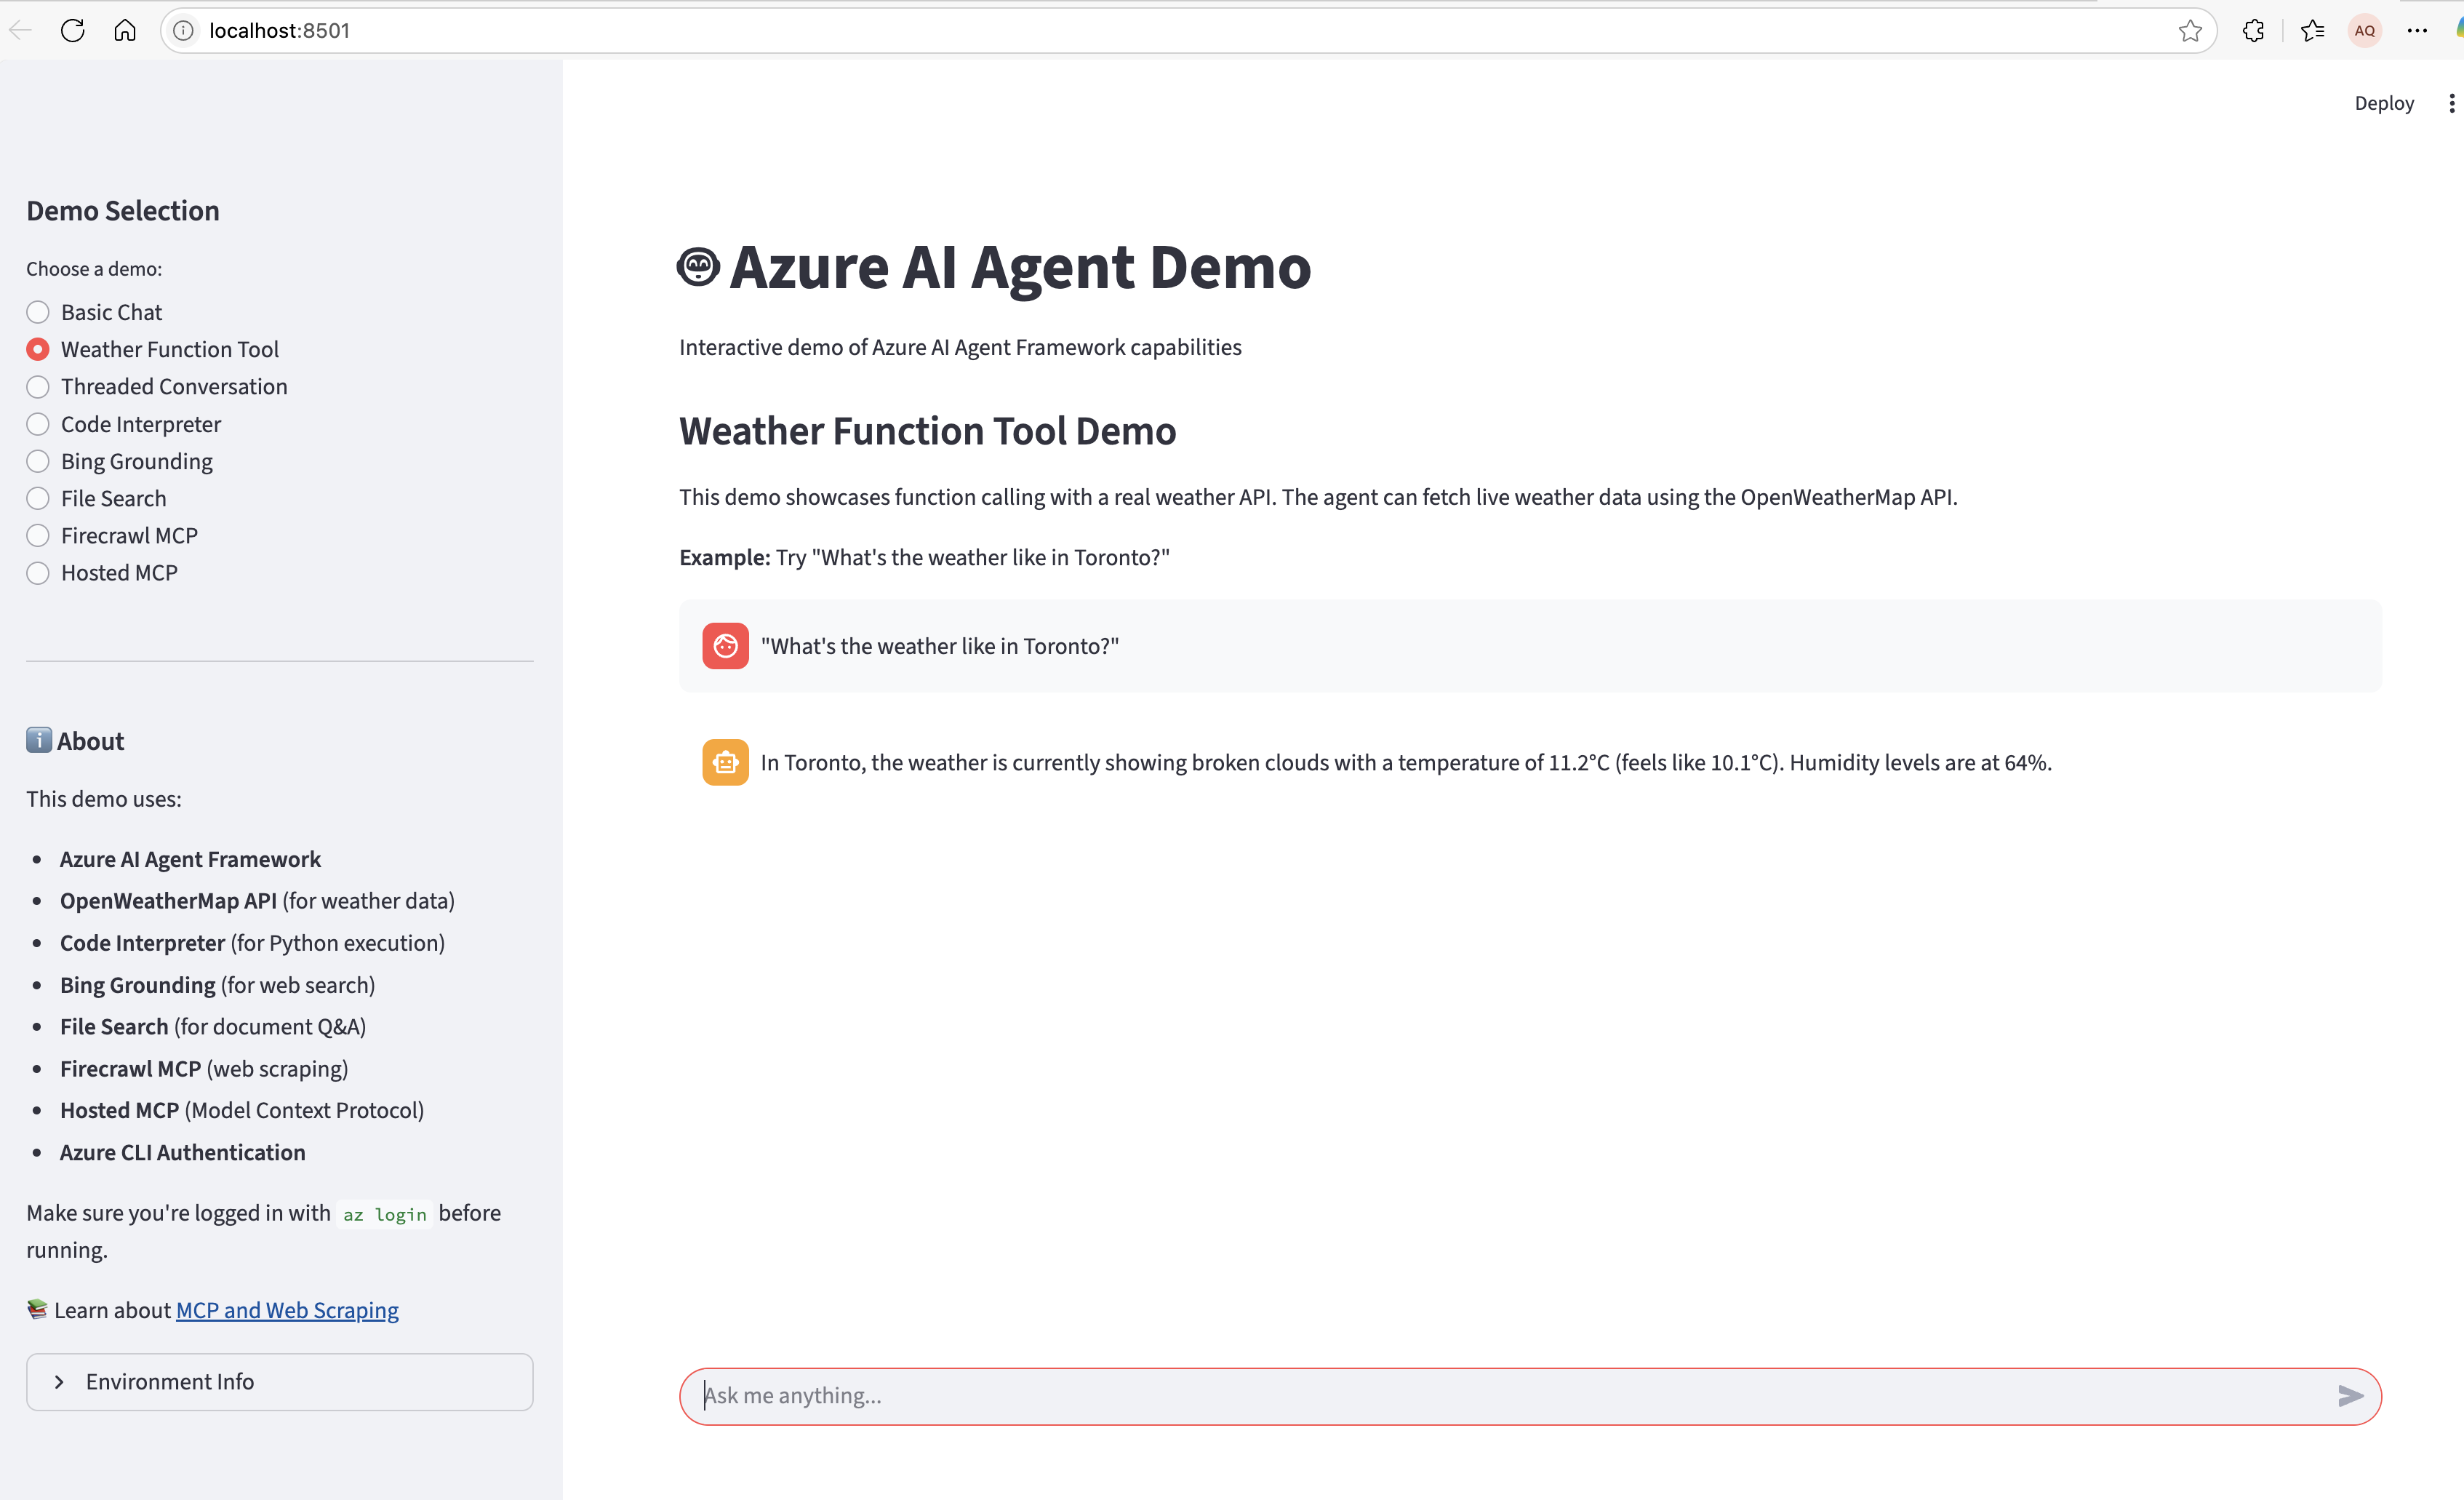 localhost:8501
AQ
Deploy
Demo Selection
Choose a demo:
Basic Chat
Weather Function Tool
Threaded Conversation
Code Interpreter
Bing Grounding
File Search
Firecrawl MCP
Hosted MCP
ℹ️ About
This demo uses:
• Azure AI Agent Framework
• OpenWeatherMap API (for weather data)
• Code Interpreter (for Python execution)
• Bing Grounding (for web search)
• File Search (for document Q&A)
• Firecrawl MCP (web scraping)
• Hosted MCP (Model Context Protocol)
• Azure CLI Authentication
Make sure you're logged in with az login before
running.
📚 Learn about MCP and Web Scraping
Environment Info
Azure AI Agent Demo
Interactive demo of Azure AI Agent Framework capabilities
Weather Function Tool Demo
This demo showcases function calling with a real weather API. The agent can fetch live weather data using the OpenWeatherMap API.
Example: Try "What's the weather like in Toronto?"
"What's the weather like in Toronto?"
In Toronto, the weather is currently showing broken clouds with a temperature of 11.2°C (feels like 10.1°C). Humidity levels are at 64%.
Ask me anything...